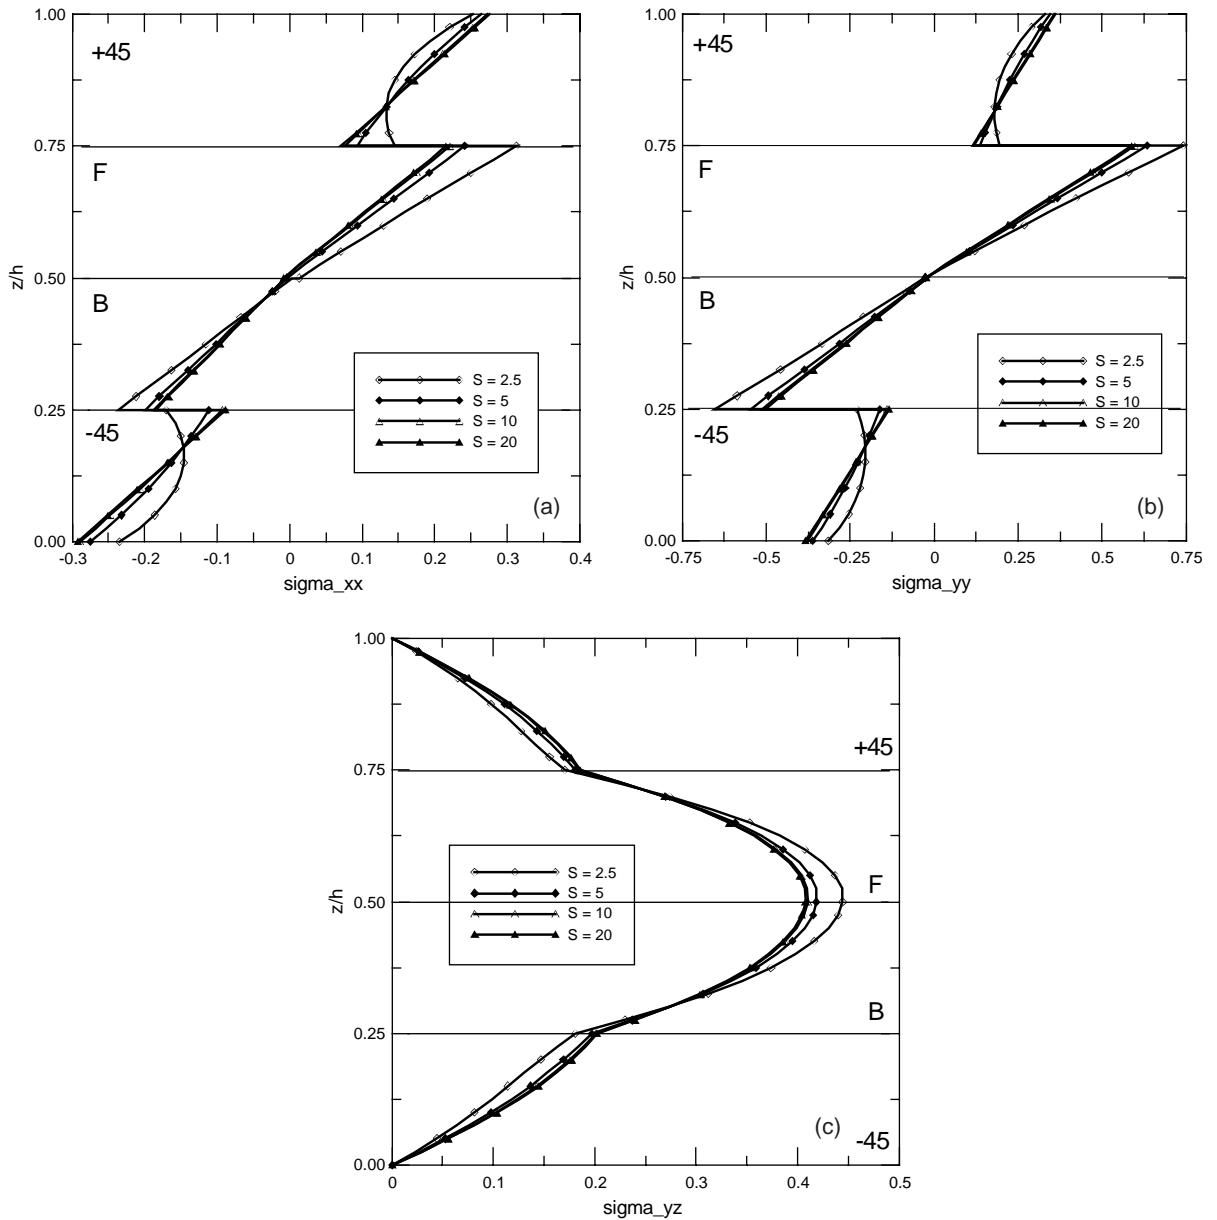 1.00
0.75
0.50
0.25
0.00
z/h
+45
F
B
-45
S = 2.5
S = 5
S = 10
S = 20
(a)
-0.3 -0.2 -0.1 0 0.1 0.2 0.3 0.4
sigma_xx
1.00
0.75
0.50
0.25
0.00
z/h
+45
F
B
-45
S = 2.5
S = 5
S = 10
S = 20
(b)
-0.75 -0.5 -0.25 0 0.25 0.5 0.75
sigma_yy
1.00
0.75
0.50
0.25
0.00
z/h
+45
F
B
-45
S = 2.5
S = 5
S = 10
S = 20
(c)
0 0.1 0.2 0.3 0.4 0.5
sigma_yz